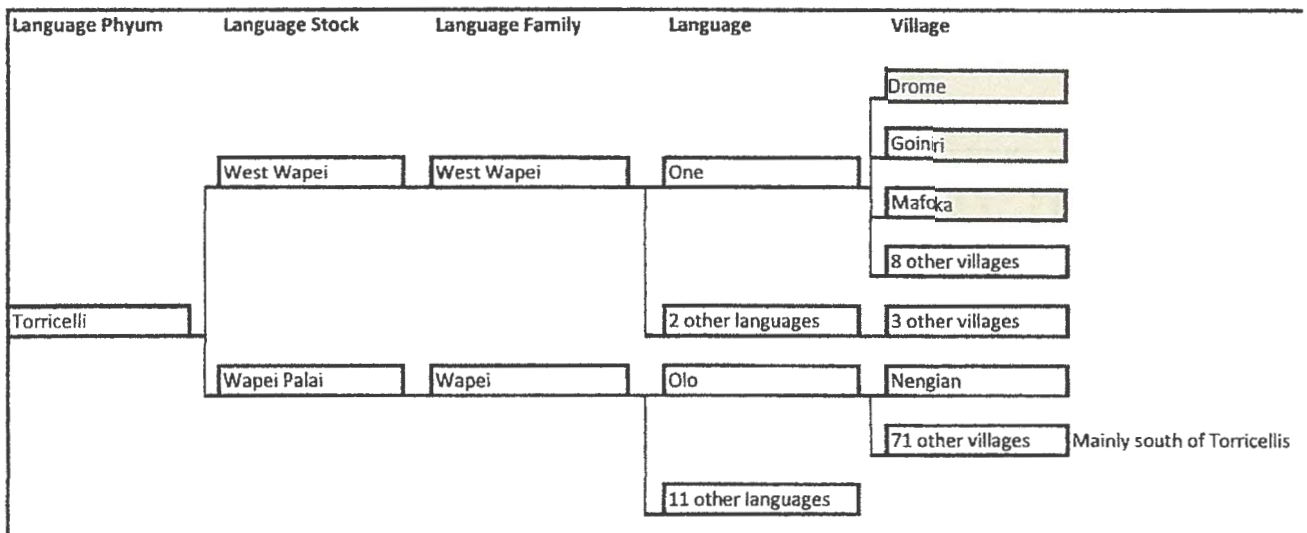 Language Phyum Language Stock Language Family Language Village
Drome
Goiniri
West Wapei West Wapei One
Mafoka
8 other villages
Torricelli 2 other languages 3 other villages
Wapei Palai Wapei Olo Nengian
71 other villages Mainly south of Torricellis
11 other languages